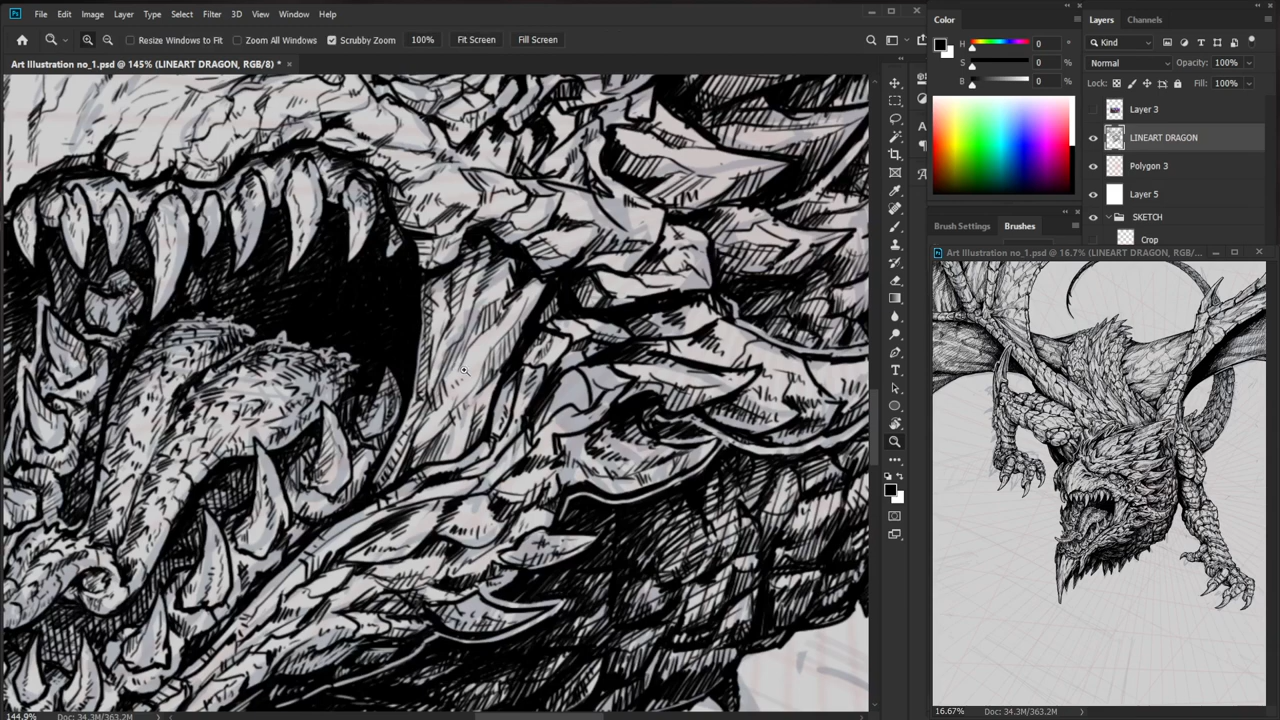 Ps File Edit Image Layer Type Select Filter 3D View Window Help
Resize Windows to Fit Zoom All Windows Scrubby Zoom 100% Fit Screen Fill Screen
Art Illustration no_1.psd @ 145% (LINEART DRAGON, RGB/8) * ×
144.9% Doc: 34.3M/363.2M
Color
H 0 °
S 0 %
B 0 %
Brush Settings Brushes
Layers Channels
Kind
Normal Opacity: 100%
Lock: Fill: 100%
Layer 3
LINEART DRAGON
Polygon 3
Layer 5
SKETCH
Crop
Art Illustration no_1.psd @ 16.7% (LINEART DRAGON, RGB/...
16.67% Doc: 34.3M/363.2M